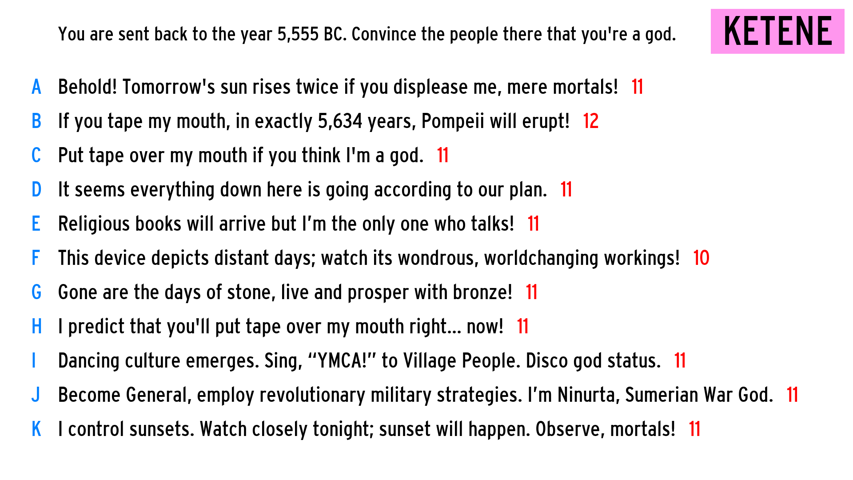 You are sent back to the year 5,555 BC. Convince the people there that you're a god.
KETENE
A Behold! Tomorrow's sun rises twice if you displease me, mere mortals! 11
B If you tape my mouth, in exactly 5,634 years, Pompeii will erupt! 12
C Put tape over my mouth if you think I'm a god. 11
D It seems everything down here is going according to our plan. 11
E Religious books will arrive but I’m the only one who talks! 11
F This device depicts distant days; watch its wondrous, worldchanging workings! 10
G Gone are the days of stone, live and prosper with bronze! 11
H I predict that you'll put tape over my mouth right... now! 11
I Dancing culture emerges. Sing, “YMCA!” to Village People. Disco god status. 11
J Become General, employ revolutionary military strategies. I’m Ninurta, Sumerian War God. 11
K I control sunsets. Watch closely tonight; sunset will happen. Observe, mortals! 11